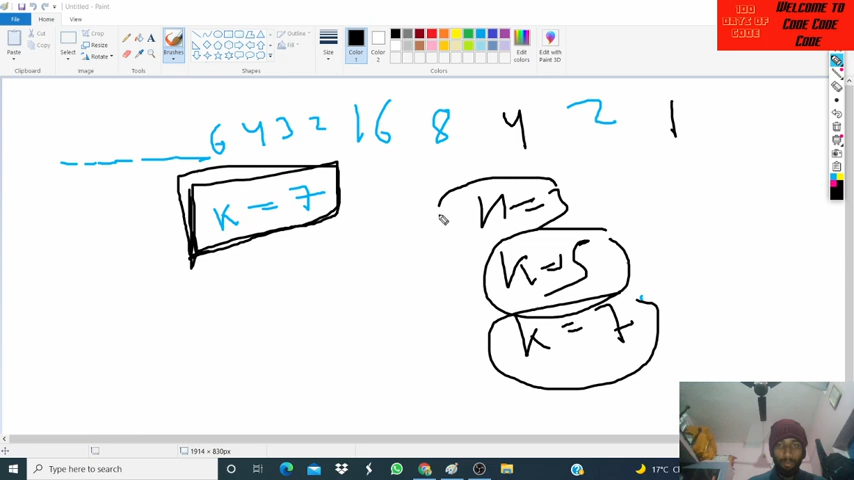 Untitled - Paint
File
Home
View
Paste
Cut
Copy
Clipboard
Select
Crop
Resize
Rotate
Image
Tools
Brushes
Shapes
Outline
Fill
Size
Color 1
Color 2
Colors
Edit colors
Edit with Paint 3D
100 DAYS OF CODE
WELCOME TO CODE CODE CODE
64 32 16 8 4 2 1
K = 7
K = 5
K = 7
1914 × 830px
Type here to search
17°C